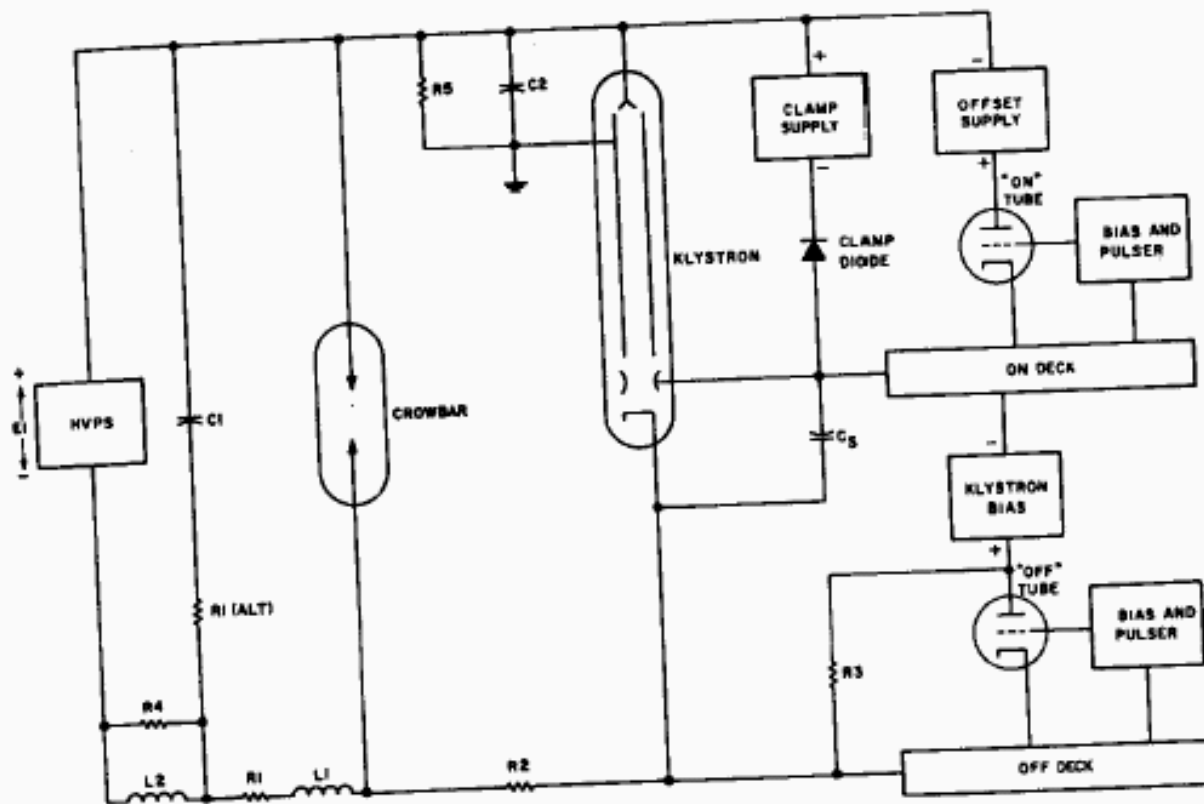 R5
C2
+
CLAMP
SUPPLY
-
-
OFFSET
SUPPLY
+
"ON"
TUBE
BIAS AND
PULSER
KLYSTRON
CLAMP
DIODE
ON DECK
+
E1
-
HVPS
C1
CROWBAR
CS
-
KLYSTRON
BIAS
+
"OFF"
TUBE
BIAS AND
PULSER
R1 (ALT)
R3
R4
L2
R1
L1
R2
OFF DECK